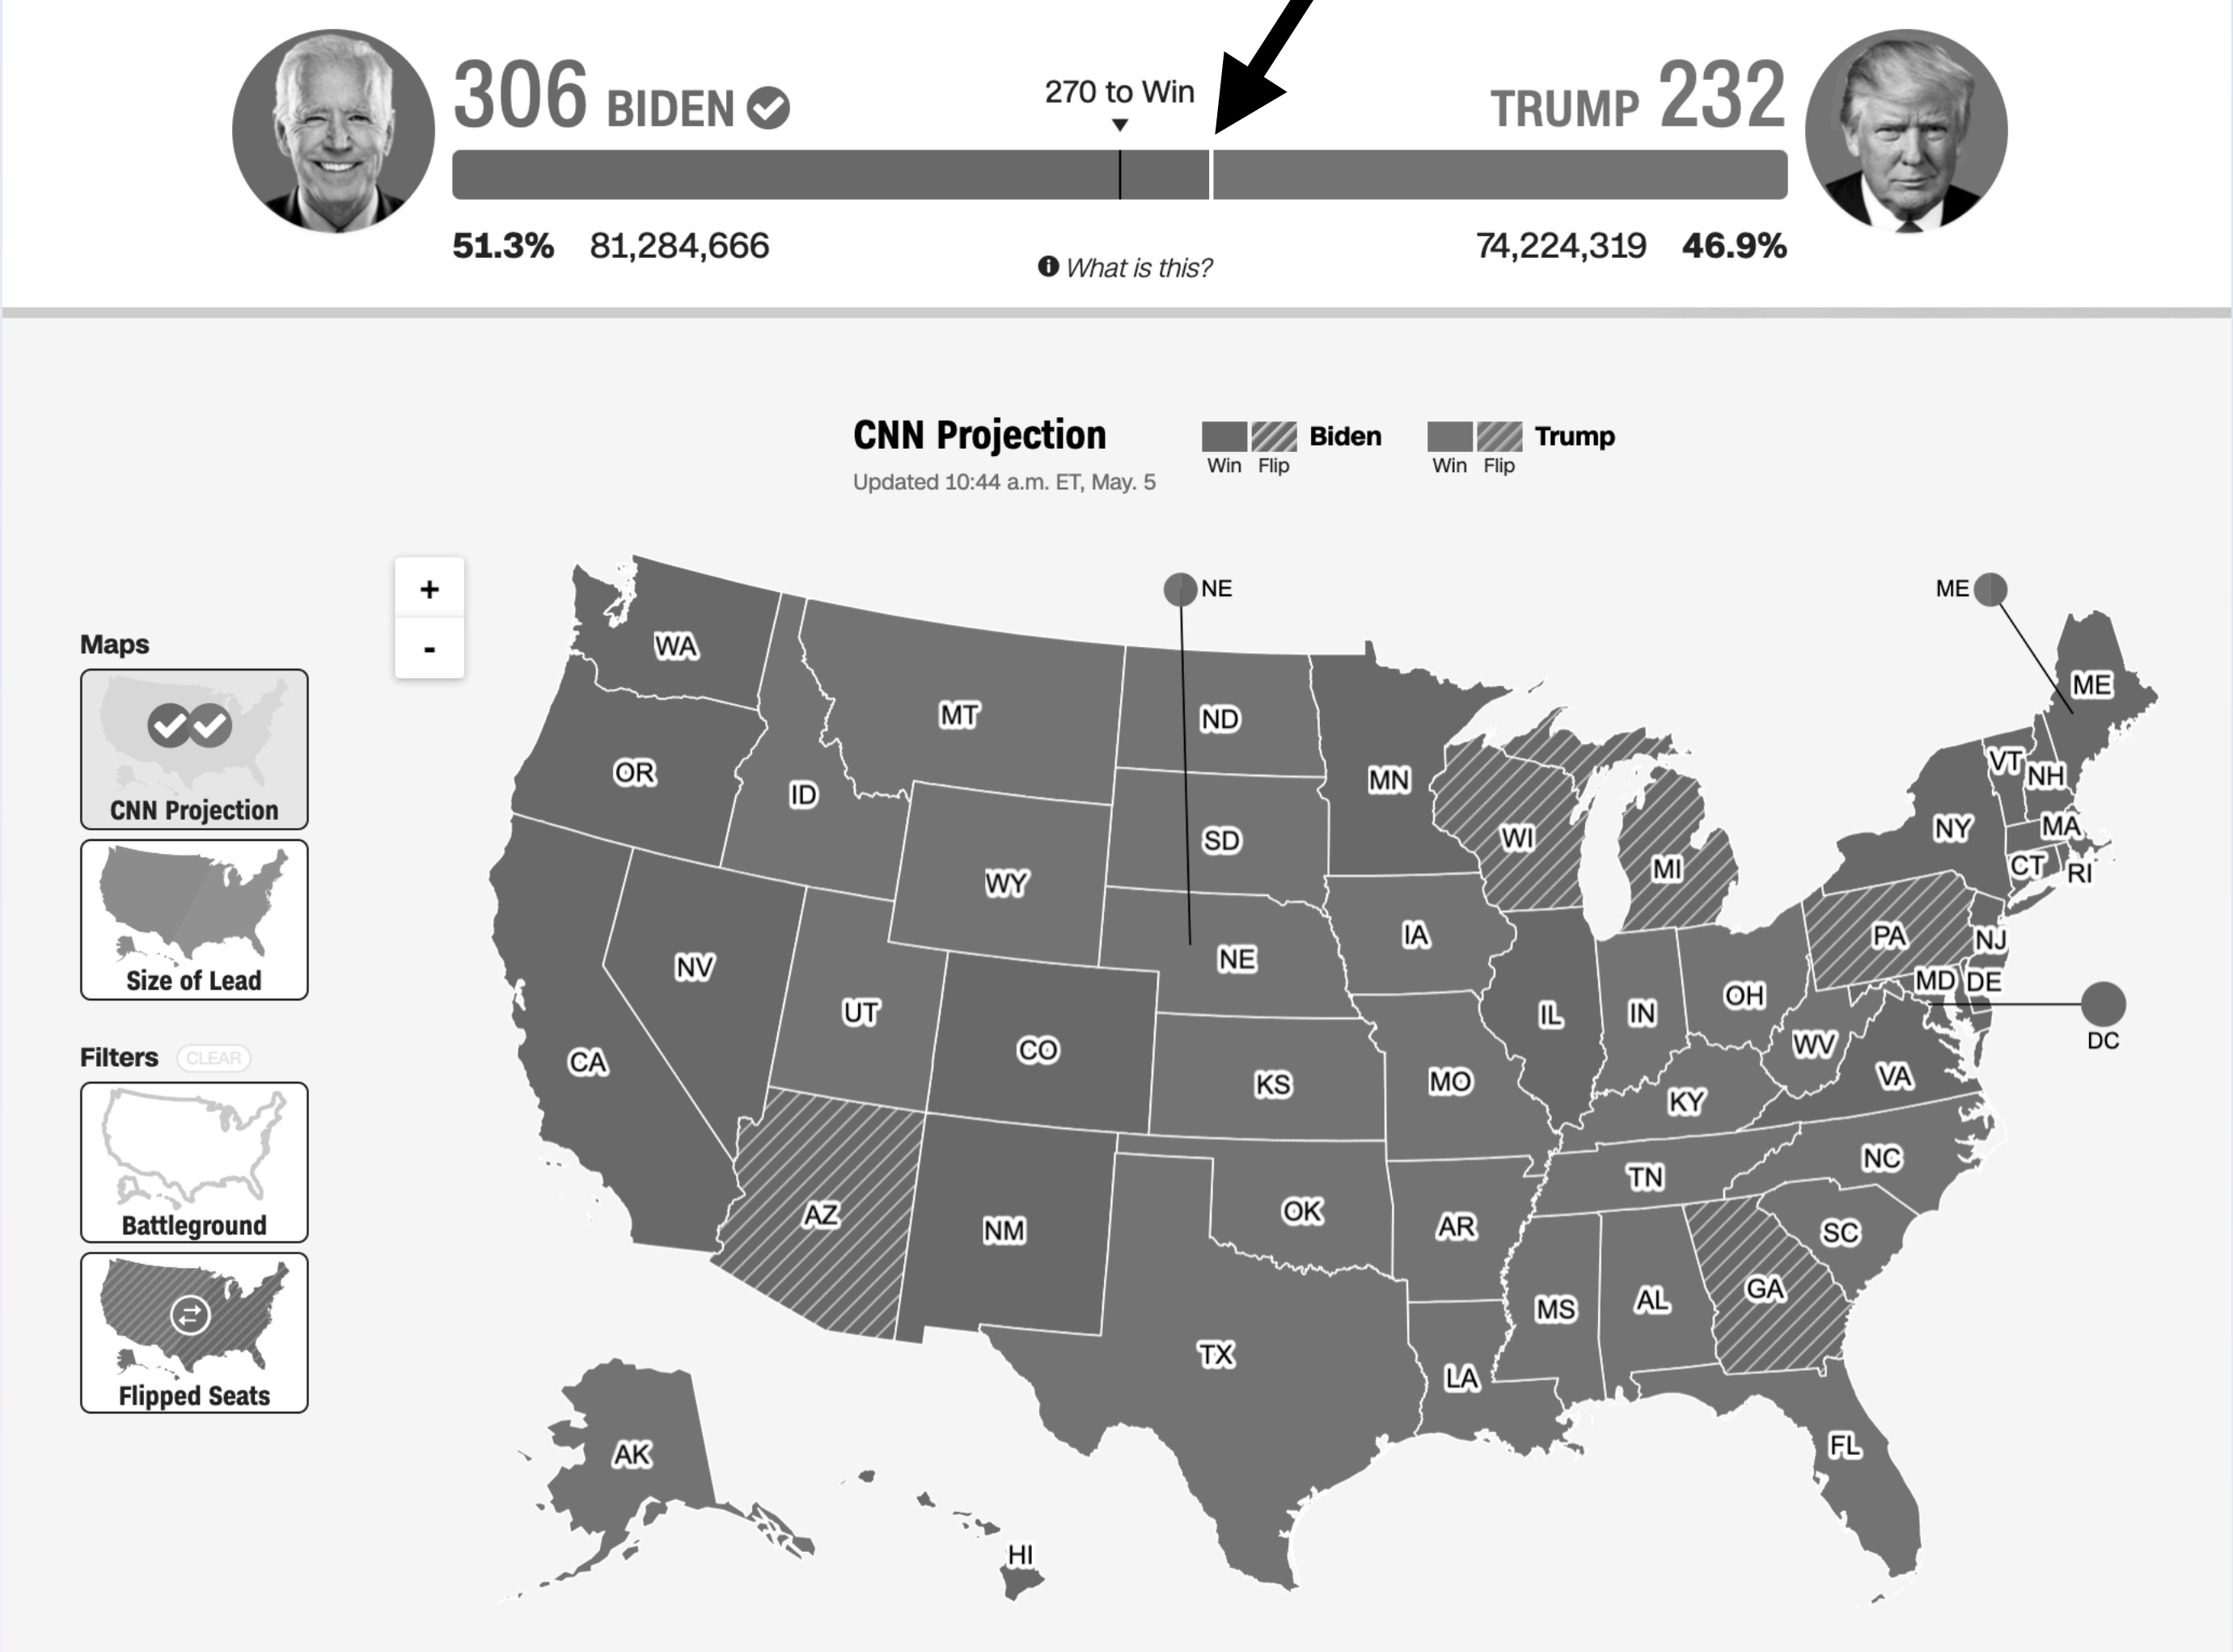 306 BIDEN
270 to Win
TRUMP 232
51.3% 81,284,666
What is this?
74,224,319 46.9%
CNN Projection
Updated 10:44 a.m. ET, May. 5
Win Flip Biden
Win Flip Trump
+
-
Maps
CNN Projection
Size of Lead
Filters CLEAR
Battleground
Flipped Seats
NE
ME
WA
MT
ND
MN
ME
VT
NH
OR
ID
SD
WI
MI
NY
MA
CT
RI
WY
NE
IA
PA
NJ
NV
UT
CO
IL
IN
OH
MD
DE
DC
CA
KS
MO
WV
VA
KY
AZ
NM
OK
AR
TN
NC
SC
TX
LA
MS
AL
GA
AK
HI
FL